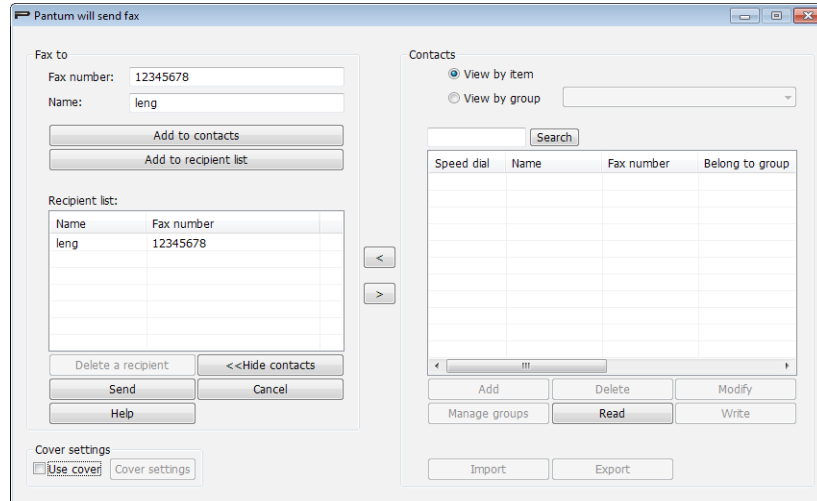 Pantum will send fax
Fax to
Fax number: 12345678
Name: leng
Add to contacts
Add to recipient list
Recipient list:
Name Fax number
leng 12345678
Delete a recipient <<Hide contacts
Send Cancel
Help
Cover settings
Use cover Cover settings
<
>
Contacts
View by item
View by group
Search
Speed dial Name Fax number Belong to group
Add Delete Modify
Manage groups Read Write
Import Export